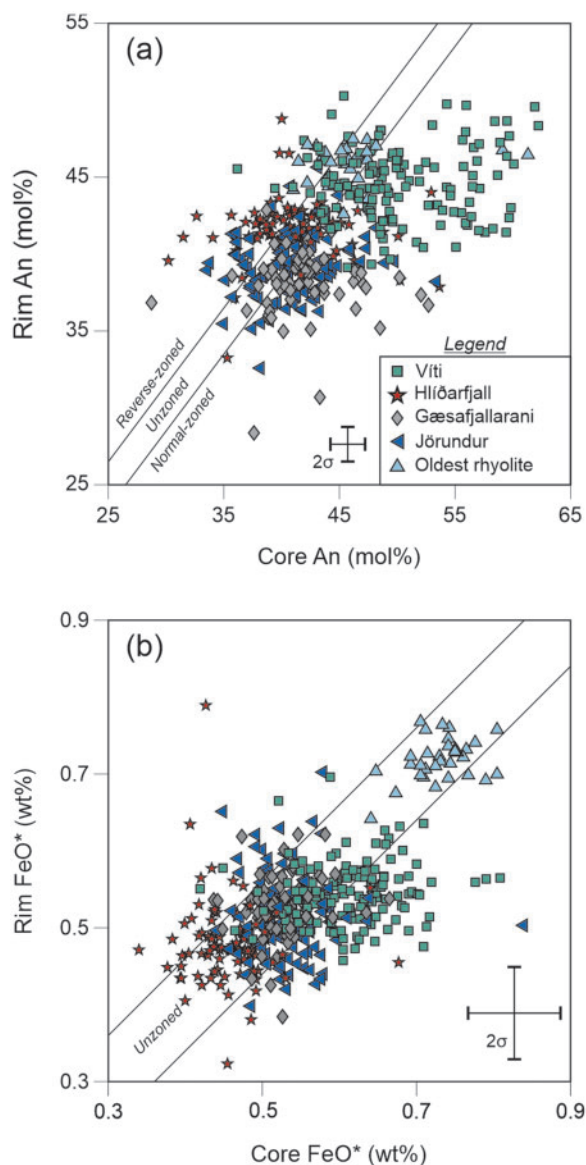 (a)
55
45
35
25
Rim An (mol%)
Reverse-zoned
Unzoned
Normal-zoned
Legend
Víti
Hlíðarfjall
Gæsafjallarani
Jörundur
Oldest rhyolite
2σ
25 35 45 55 65
Core An (mol%)
(b)
0.9
0.7
0.5
0.3
Rim FeO* (wt%)
Unzoned
2σ
0.3 0.5 0.7 0.9
Core FeO* (wt%)